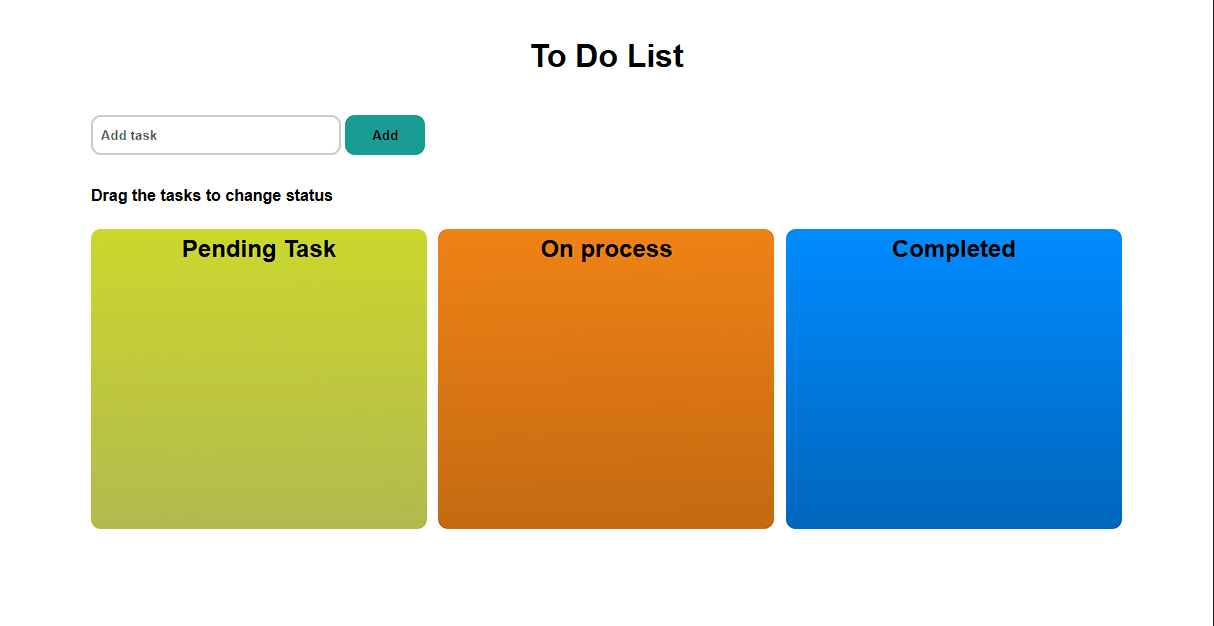 To Do List
Add task
Add
Drag the tasks to change status
Pending Task
On process
Completed